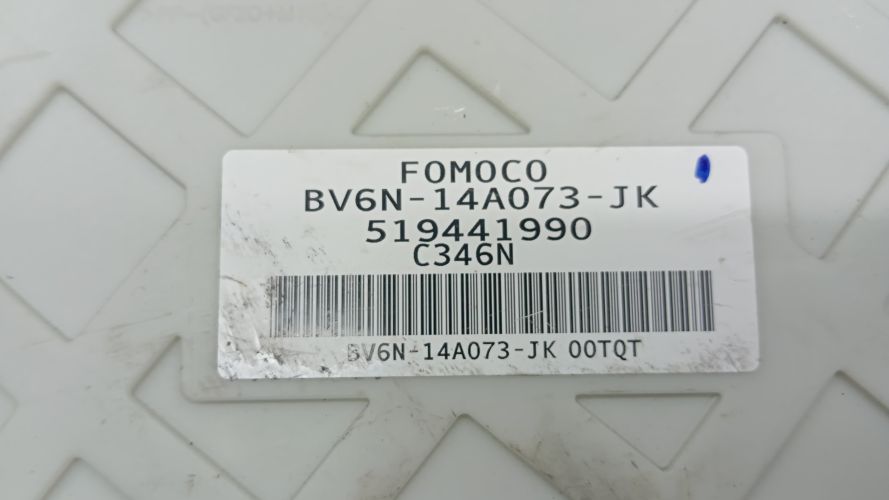 FOMOCO
BV6N-14A073-JK
519441990
C346N
BV6N-14A073-JK 00TQT